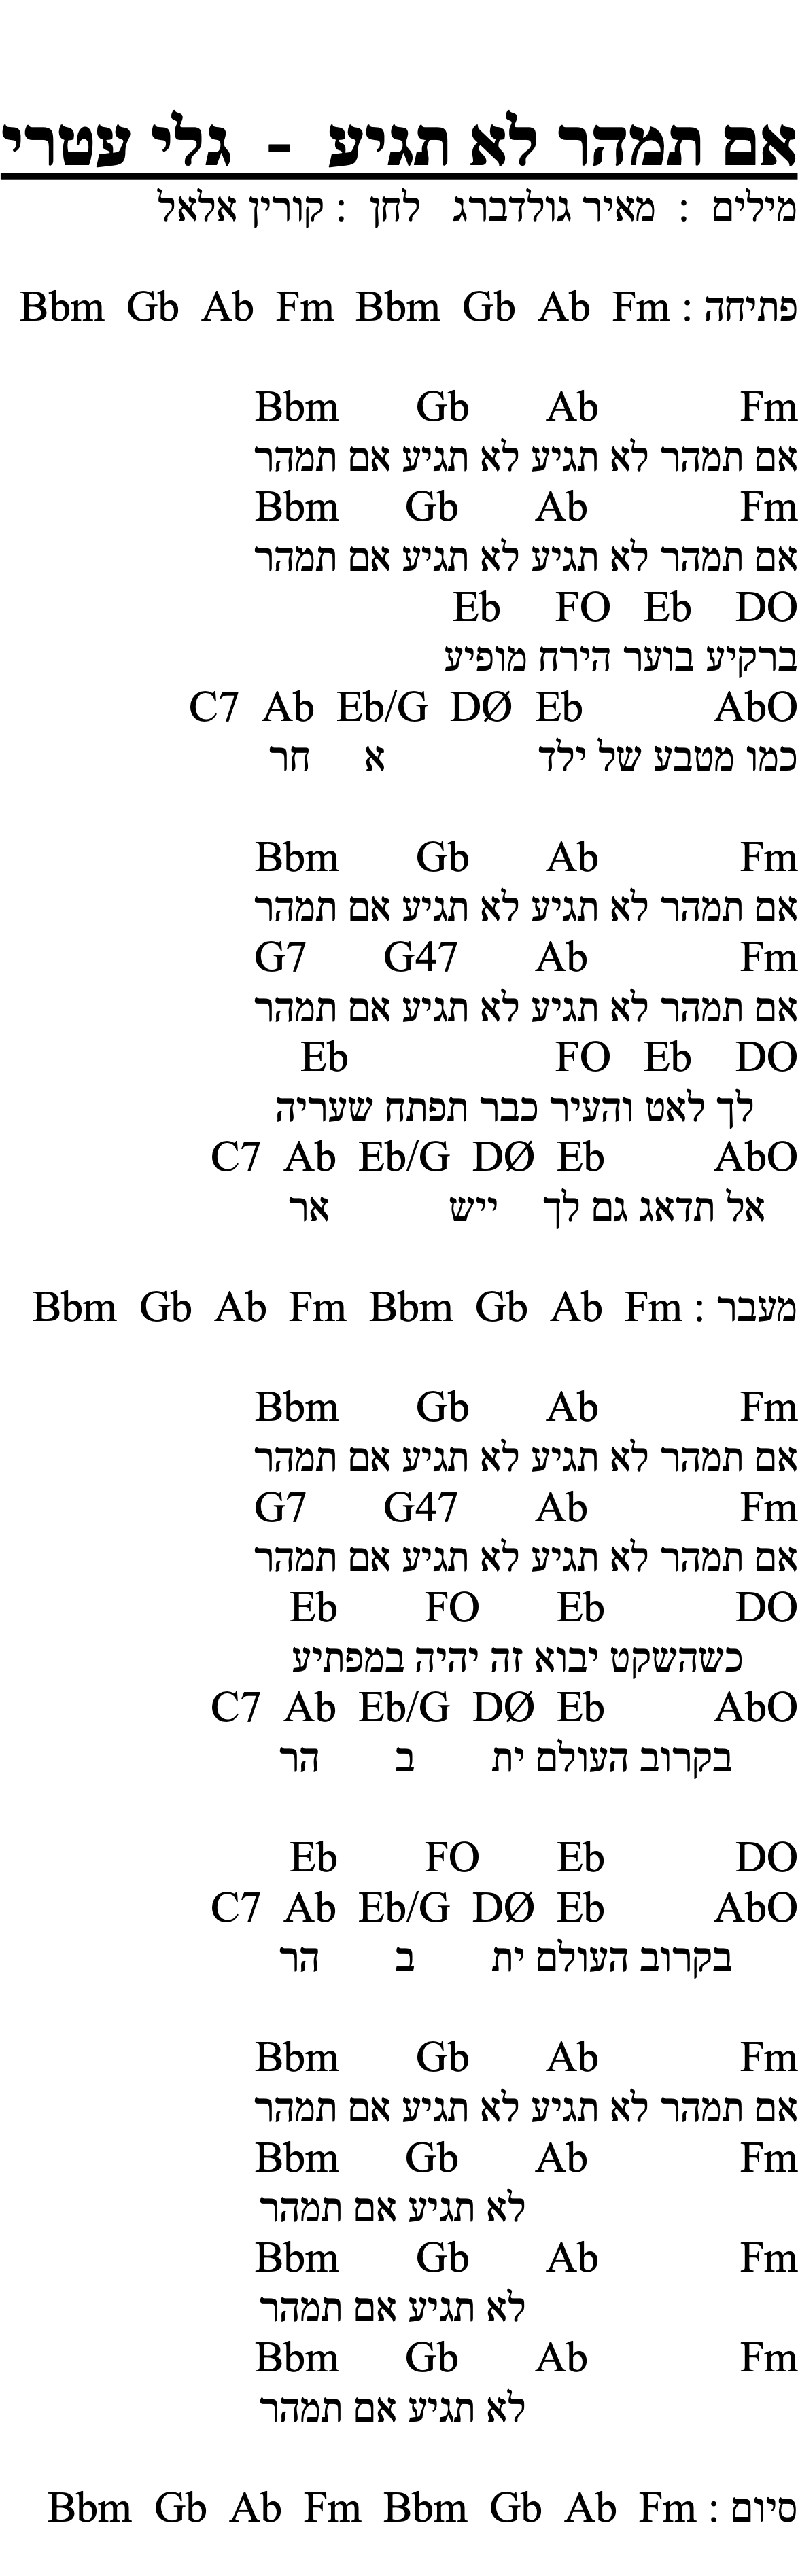 אם תמהר לא תגיע - גלי עטרי
מילים : מאיר גולדברג לחן : קורין אלאל
פתיחה : Bbm Gb Ab Fm Bbm Gb Ab Fm
Bbm Gb Ab Fm
אם תמהר לא תגיע לא תגיע אם תמהר
Bbm Gb Ab Fm
אם תמהר לא תגיע לא תגיע אם תמהר
Eb FO Eb DO
ברקיע בוער הירח מופיע
C7 Ab Eb/G DØ Eb AbO
כמו מטבע של ילד א חר
Bbm Gb Ab Fm
אם תמהר לא תגיע לא תגיע אם תמהר
G7 G47 Ab Fm
אם תמהר לא תגיע לא תגיע אם תמהר
Eb FO Eb DO
לך לאט והעיר כבר תפתח שעריה
C7 Ab Eb/G DØ Eb AbO
אל תדאג גם לך ייש אר
מעבר : Bbm Gb Ab Fm Bbm Gb Ab Fm
Bbm Gb Ab Fm
אם תמהר לא תגיע לא תגיע אם תמהר
G7 G47 Ab Fm
אם תמהר לא תגיע לא תגיע אם תמהר
Eb FO Eb DO
כשהשקט יבוא זה יהיה במפתיע
C7 Ab Eb/G DØ Eb AbO
בקרוב העולם ית ב הר
Eb FO Eb DO
C7 Ab Eb/G DØ Eb AbO
בקרוב העולם ית ב הר
Bbm Gb Ab Fm
אם תמהר לא תגיע לא תגיע אם תמהר
Bbm Gb Ab Fm
לא תגיע אם תמהר
Bbm Gb Ab Fm
לא תגיע אם תמהר
Bbm Gb Ab Fm
לא תגיע אם תמהר
סיום : Bbm Gb Ab Fm Bbm Gb Ab Fm